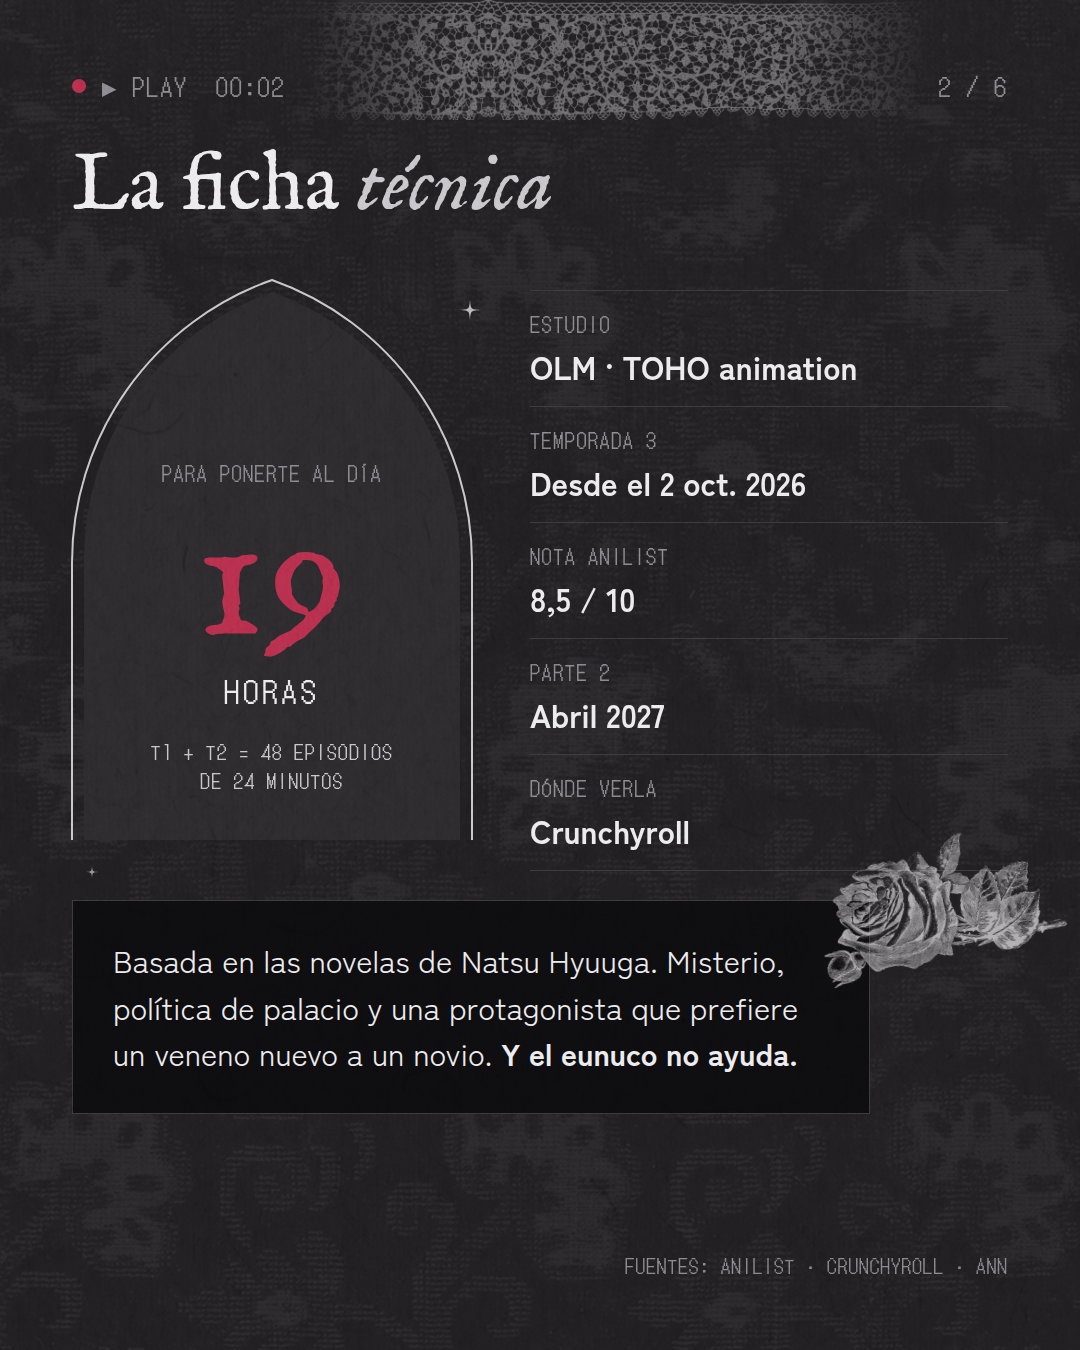 ▶ PLAY 00:02
2 / 6
La ficha técnica
PARA PONERTE AL DÍA
19
HORAS
T1 + T2 = 48 EPISODIOS
DE 24 MINUTOS
ESTUDIO
OLM · TOHO animation
TEMPORADA 3
Desde el 2 oct. 2026
NOTA ANILIST
8,5 / 10
PARTE 2
Abril 2027
DÓNDE VERLA
Crunchyroll
Basada en las novelas de Natsu Hyuuga. Misterio,
política de palacio y una protagonista que prefiere
un veneno nuevo a un novio. Y el eunuco no ayuda.
FUENTES: ANILIST · CRUNCHYROLL · ANN